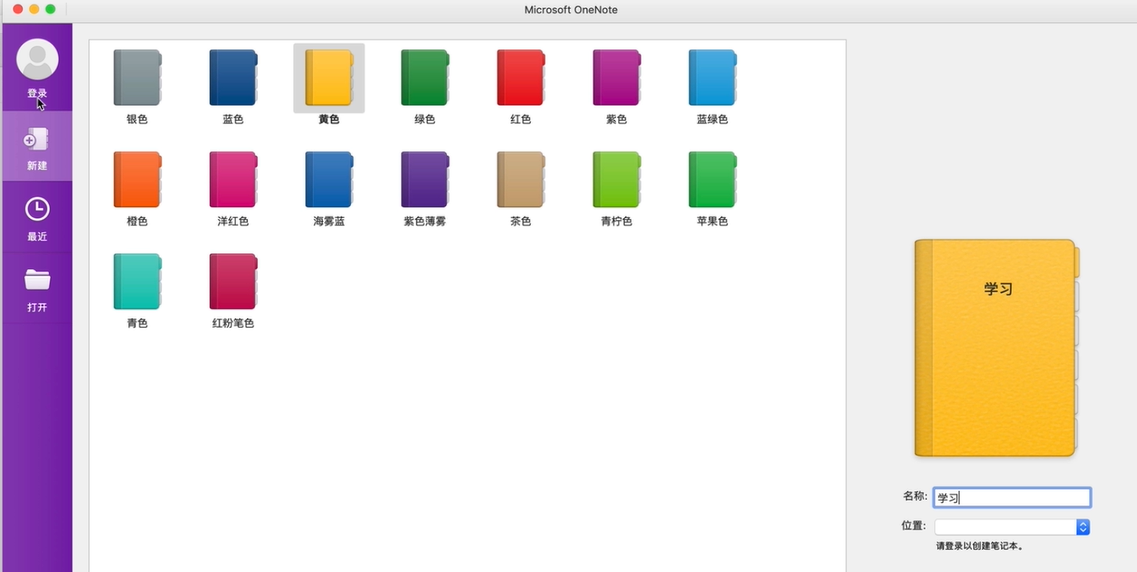 Microsoft OneNote
登录
新建
最近
打开
银色
蓝色
黄色
绿色
红色
紫色
蓝绿色
橙色
洋红色
海雾蓝
紫色薄雾
茶色
青柠色
苹果色
青色
红粉笔色
学习
名称: 学习
位置:
请登录以创建笔记本。